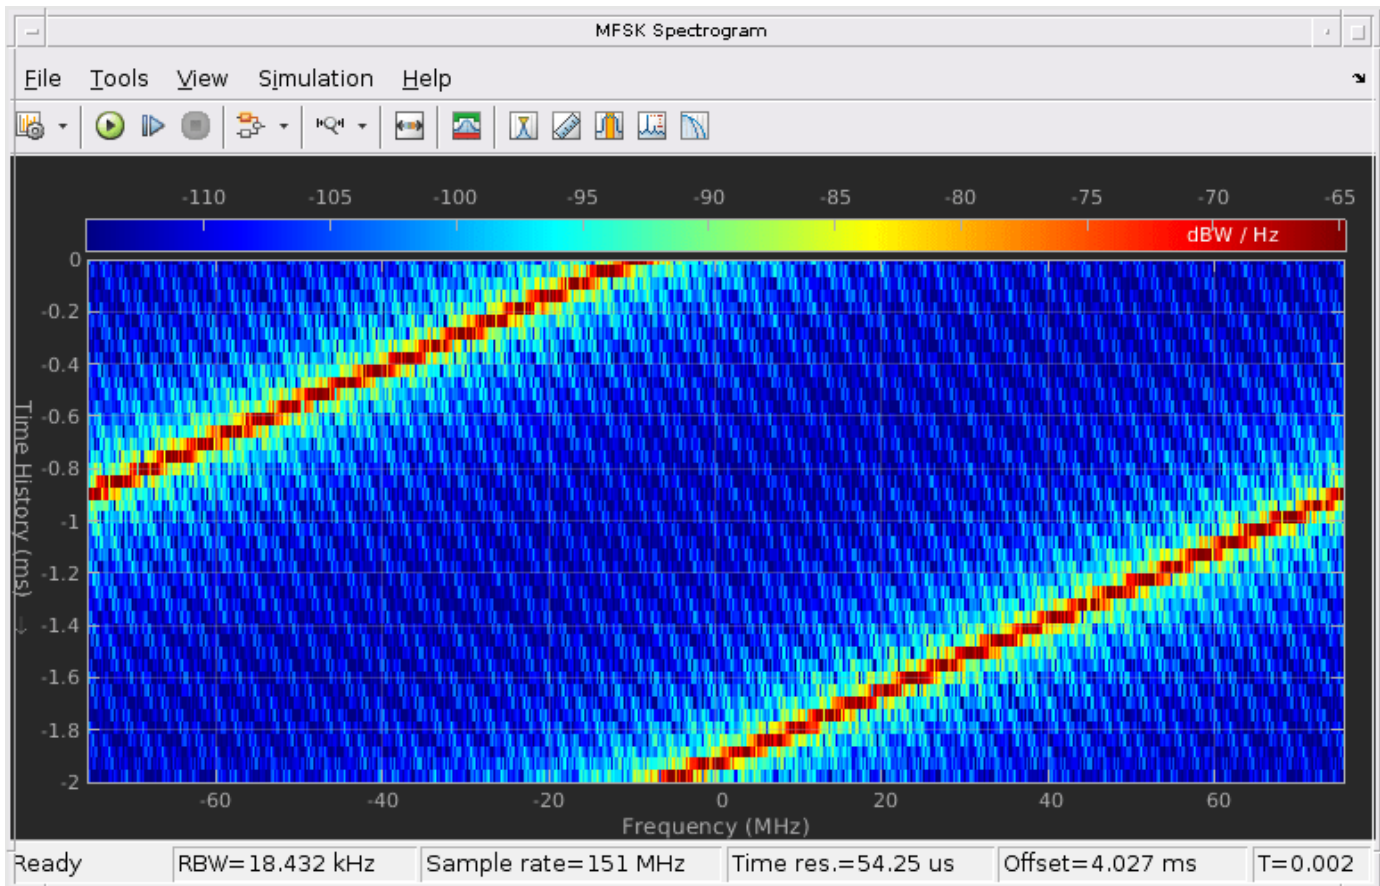 MFSK Spectrogram
File Tools View Simulation Help
-110 -105 -100 -95 -90 -85 -80 -75 -70 -65
dBW / Hz
0
-0.2
-0.4
-0.6
-0.8
-1
-1.2
-1.4
-1.6
-1.8
-2
Time History (ms) →
-60 -40 -20 0 20 40 60
Frequency (MHz)
Ready RBW=18.432 kHz Sample rate=151 MHz Time res.=54.25 us Offset=4.027 ms T=0.002